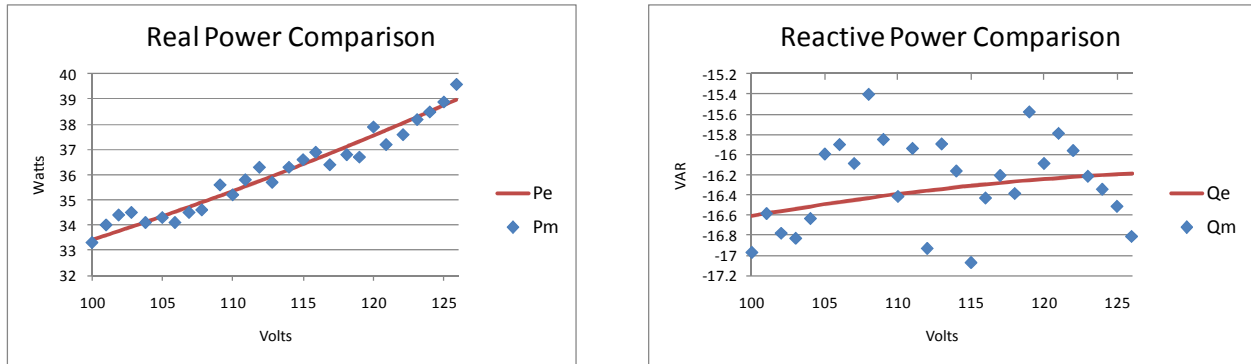 Real Power Comparison
40
39
38
37
36
35
34
33
32
Watts
100 105 110 115 120 125
Volts
Pe
Pm
Reactive Power Comparison
-15.2
-15.4
-15.6
-15.8
-16
-16.2
-16.4
-16.6
-16.8
-17
-17.2
VAR
100 105 110 115 120 125
Volts
Qe
Qm